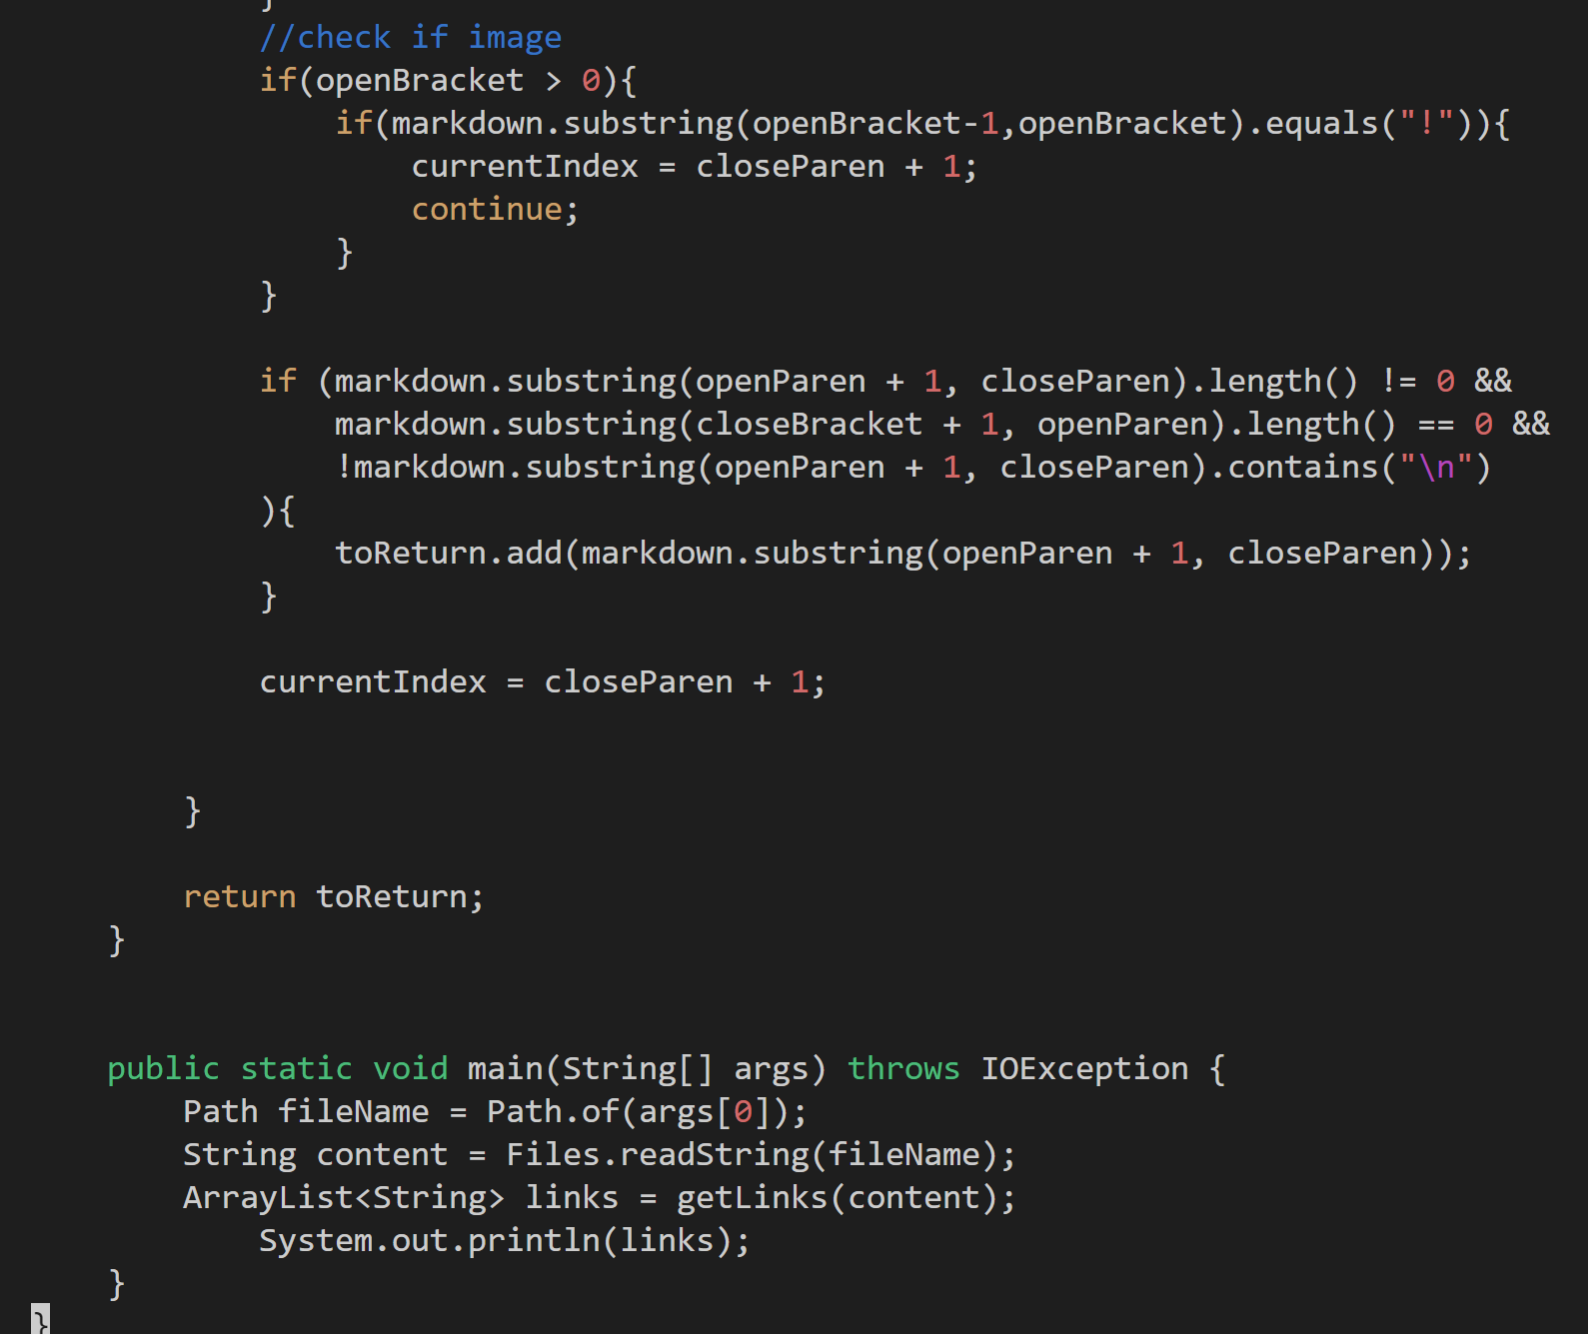 }
//check if image
if(openBracket > 0){
if(markdown.substring(openBracket-1,openBracket).equals("!")){
currentIndex = closeParen + 1;
continue;
}
}
if (markdown.substring(openParen + 1, closeParen).length() != 0 &&
markdown.substring(closeBracket + 1, openParen).length() == 0 &&
!markdown.substring(openParen + 1, closeParen).contains("\n")
){
toReturn.add(markdown.substring(openParen + 1, closeParen));
}
currentIndex = closeParen + 1;
}
return toReturn;
}
public static void main(String[] args) throws IOException {
Path fileName = Path.of(args[0]);
String content = Files.readString(fileName);
ArrayList<String> links = getLinks(content);
System.out.println(links);
}
}